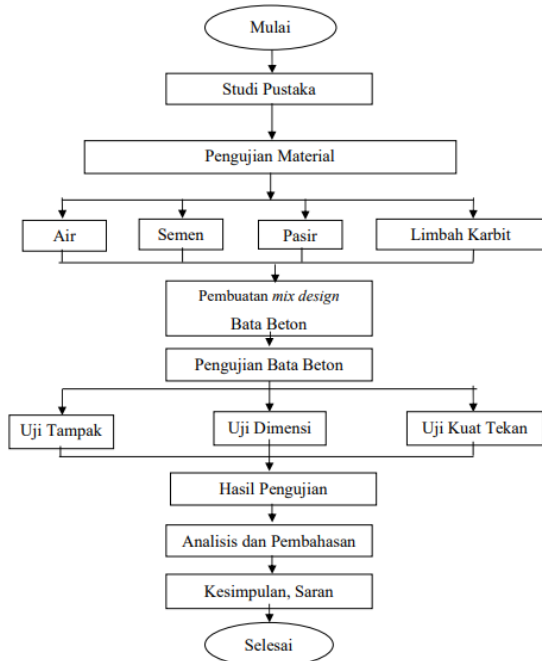 Mulai
Studi Pustaka
Pengujian Material
Air
Semen
Pasir
Limbah Karbit
Pembuatan mix design
Bata Beton
Pengujian Bata Beton
Uji Tampak
Uji Dimensi
Uji Kuat Tekan
Hasil Pengujian
Analisis dan Pembahasan
Kesimpulan, Saran
Selesai